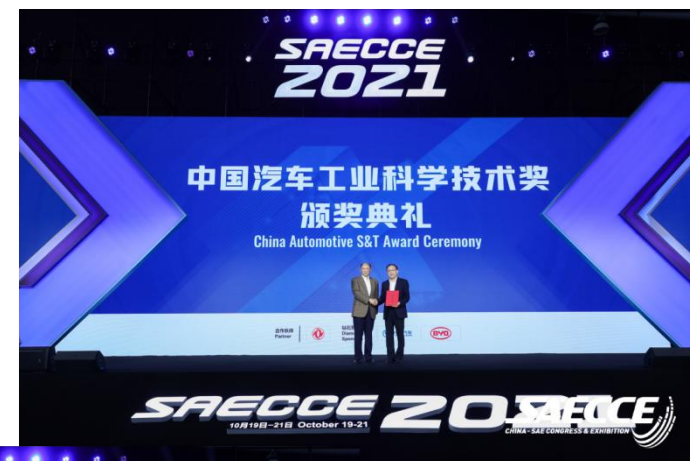 SAECCE
2021
中国汽车工业科学技术奖
颁奖典礼
China Automotive S&T Award Ceremony
合作伙伴
Partner
BYD
SAECCE 20
10月19日-21日 October 19-21
SAECCE
CHINA-SAE CONGRESS & EXHIBITION